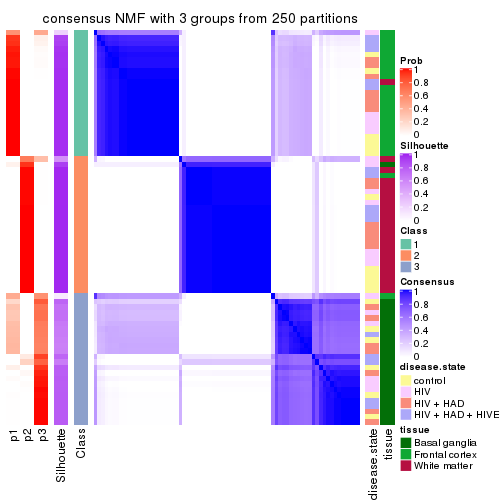 consensus NMF with 3 groups from 250 partitions
Prob
1
0.8
0.6
0.4
0.2
0
Silhouette
1
0.8
0.6
0.4
0.2
0
Class
1
2
3
Consensus
1
0.8
0.6
0.4
0.2
0
disease.state
control
HIV
HIV + HAD
HIV + HAD + HIVE
tissue
Basal ganglia
Frontal cortex
White matter
p1
p2
p3
Silhouette
Class
disease.state
tissue